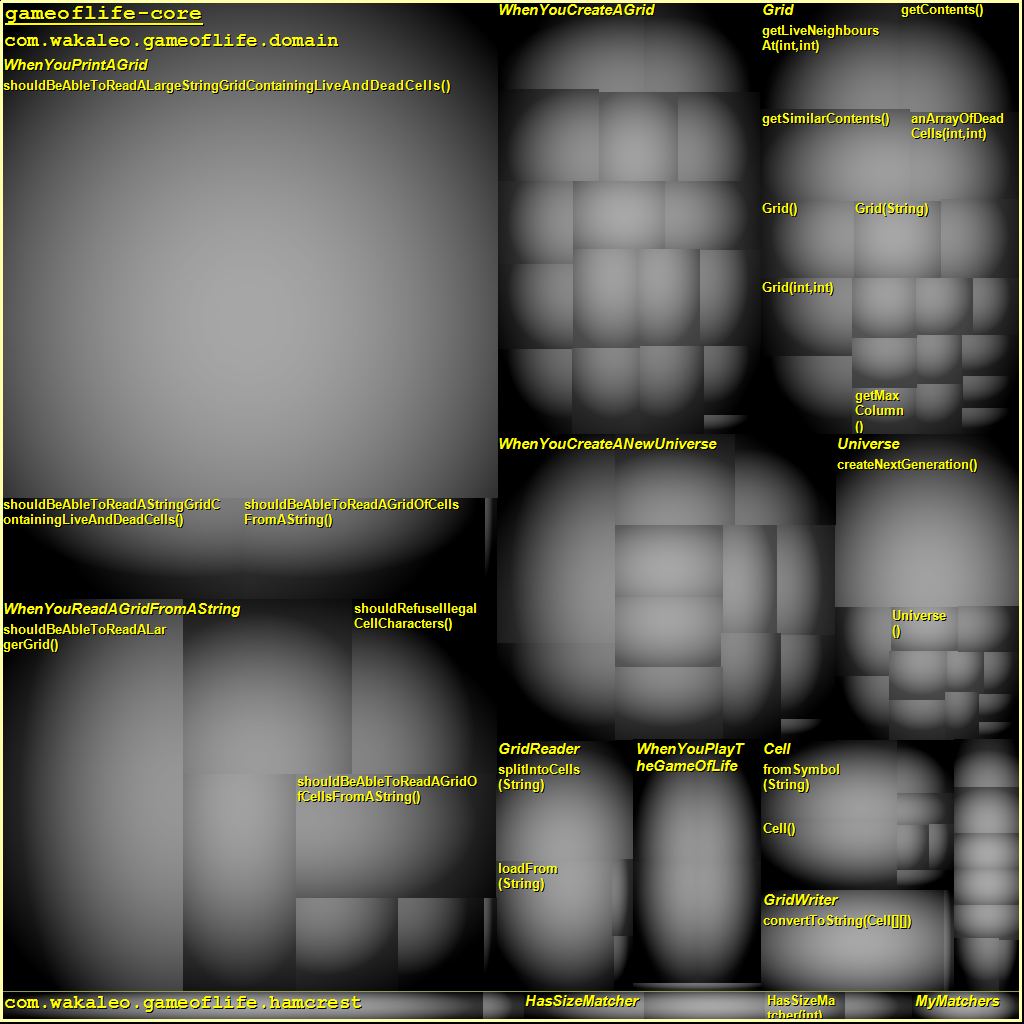 gameoflife-core
com.wakaleo.gameoflife.domain
WhenYouPrintAGrid
shouldBeAbleToReadALargeStringGridContainingLiveAndDeadCells()
shouldBeAbleToReadAStringGridC
ontainingLiveAndDeadCells()
shouldBeAbleToReadAGridOfCells
FromAString()
WhenYouReadAGridFromAString
shouldBeAbleToReadALar
gerGrid()
shouldRefuseIllegal
CellCharacters()
shouldBeAbleToReadAGridO
fCellsFromAString()
WhenYouCreateAGrid
Grid
getContents()
getLiveNeighbours
At(int,int)
getSimilarContents()
anArrayOfDead
Cells(int,int)
Grid()
Grid(String)
Grid(int,int)
getMax
Column
()
WhenYouCreateANewUniverse
Universe
createNextGeneration()
Universe
()
GridReader
splitIntoCells
(String)
loadFrom
(String)
WhenYouPlayT
heGameOfLife
Cell
fromSymbol
(String)
Cell()
GridWriter
convertToString(Cell[][])
com.wakaleo.gameoflife.hamcrest
HasSizeMatcher
HasSizeMa
tcher(int)
MyMatchers